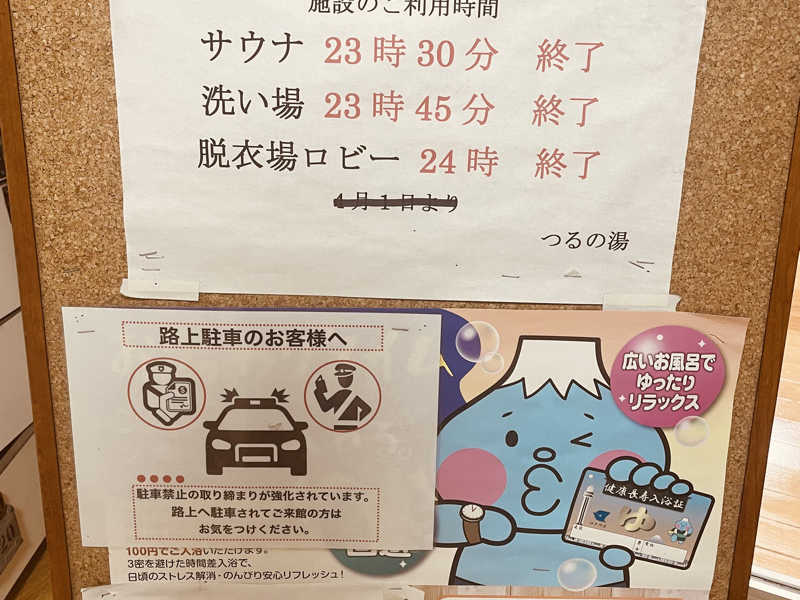 施設のご利用時間
サウナ 23時30分 終了
洗い場 23時45分 終了
脱衣場ロビー 24時 終了
4月1日より
つるの湯
路上駐車のお客様へ
駐車禁止の取り締まりが強化されています。
路上へ駐車されてご来館の方は
お気をつけください。
広いお風呂で
ゆったり
リラックス
健康長寿入浴証
ゆ
100円でご入浴いただけます。
3密を避けた時間差入浴で、
日頃のストレス解消・のんびり安心リフレッシュ!